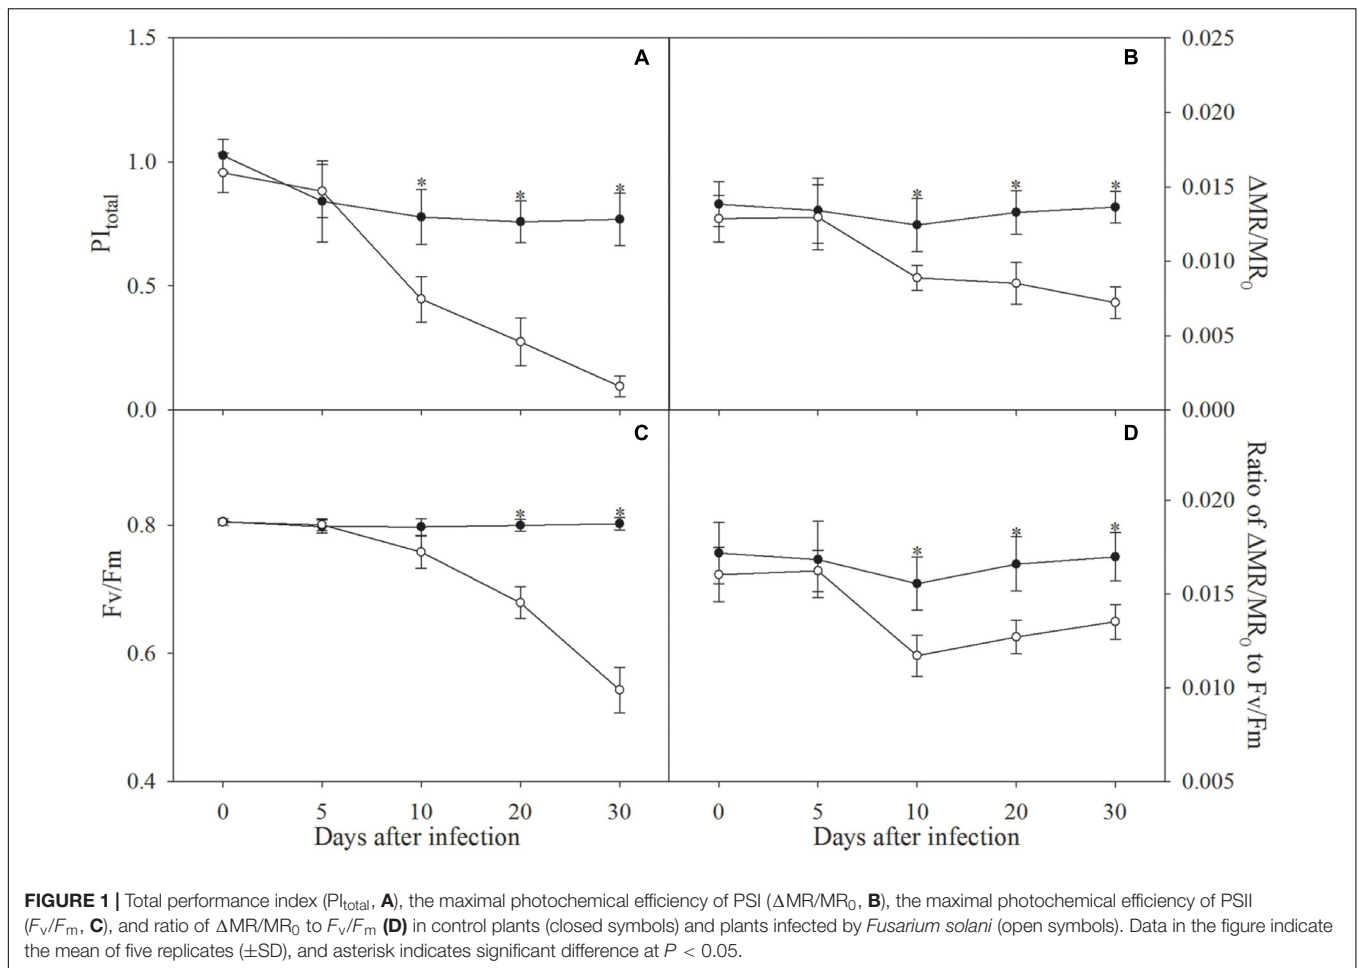 A
B
1.5
1.0
0.5
0.0
PItotal
0.025
0.020
0.015
0.010
0.005
0.000
ΔMR/MR0
* * *
* * *
C
D
0.8
0.6
0.4
Fv/Fm
0.020
0.015
0.010
0.005
Ratio of ΔMR/MR0 to Fv/Fm
* *
* * *
0 5 10 20 30
0 5 10 20 30
Days after infection
Days after infection
FIGURE 1 | Total performance index (PItotal, A), the maximal photochemical efficiency of PSI (ΔMR/MR0, B), the maximal photochemical efficiency of PSII
(Fv/Fm, C), and ratio of ΔMR/MR0 to Fv/Fm (D) in control plants (closed symbols) and plants infected by Fusarium solani (open symbols). Data in the figure indicate
the mean of five replicates (±SD), and asterisk indicates significant difference at P < 0.05.